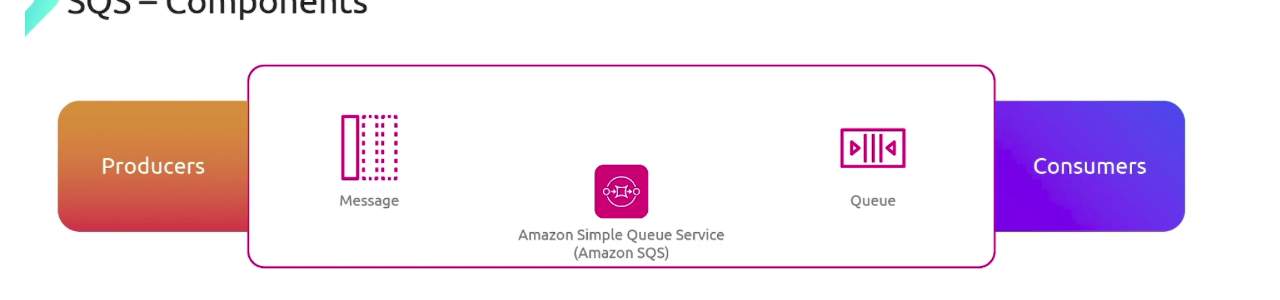 SQS – Components
Producers
Message
Amazon Simple Queue Service
(Amazon SQS)
Queue
Consumers